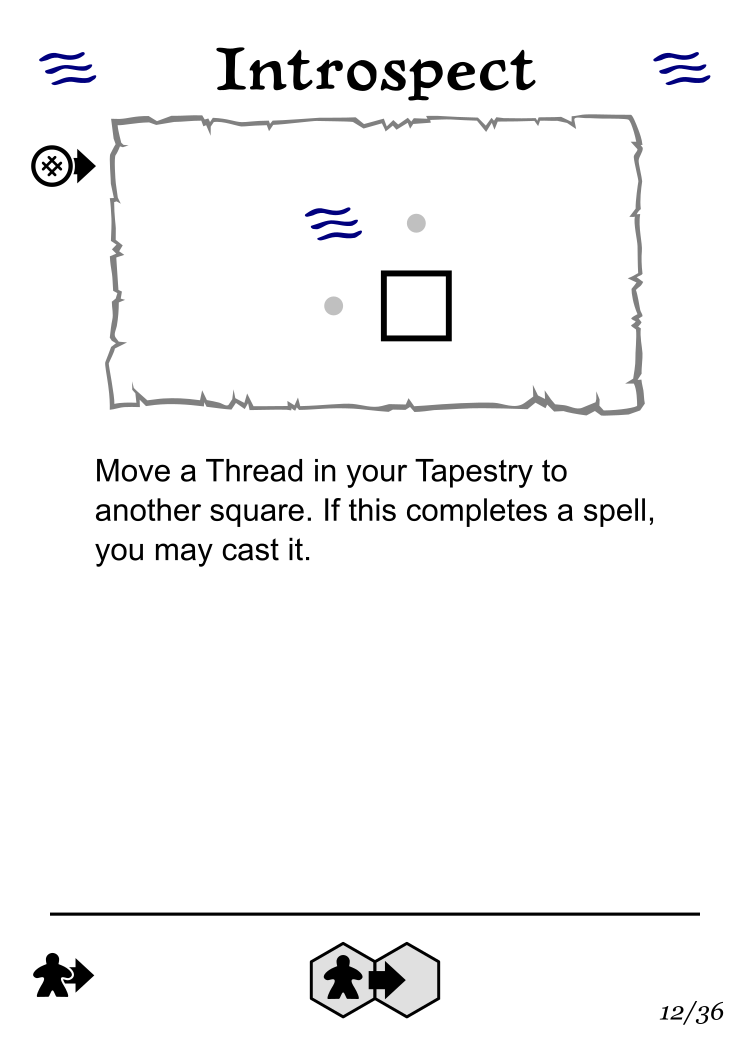 Introspect
Move a Thread in your Tapestry to
another square. If this completes a spell,
you may cast it.
12/36